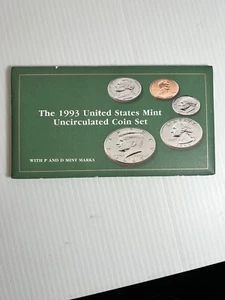 The 1993 United States Mint
Uncirculated Coin Set
WITH P AND D MINT MARKS